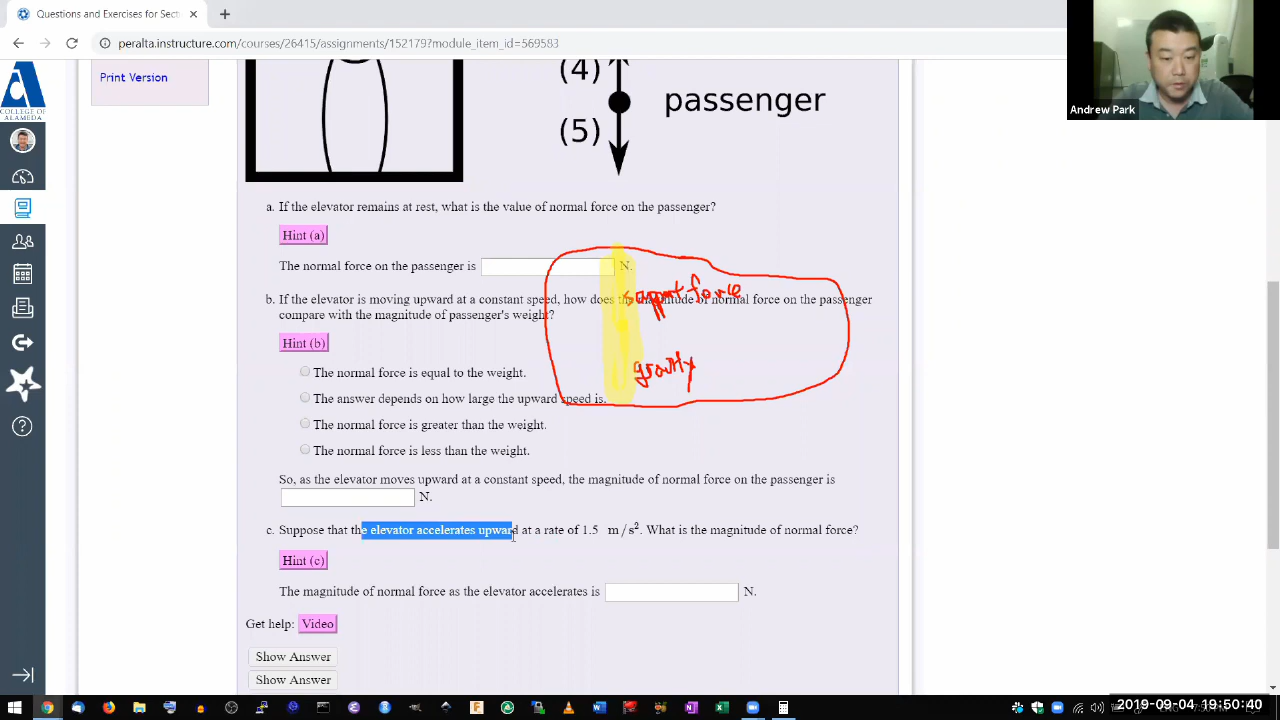 Questions and Exercises for Sect
peralta.instructure.com/courses/26415/assignments/152179?module_item_id=569583
Andrew Park
Print Version
COLLEGE OF
ALAMEDA
(4)
passenger
(5)
a. If the elevator remains at rest, what is the value of normal force on the passenger?
Hint (a)
The normal force on the passenger is N.
b. If the elevator is moving upward at a constant speed, how does the magnitude of normal force on the passenger
compare with the magnitude of passenger's weight?
support force
Hint (b)
gravity
The normal force is equal to the weight.
The answer depends on how large the upward speed is.
The normal force is greater than the weight.
The normal force is less than the weight.
So, as the elevator moves upward at a constant speed, the magnitude of normal force on the passenger is
N.
c. Suppose that the elevator accelerates upward at a rate of 1.5 m/s². What is the magnitude of normal force?
Hint (c)
The magnitude of normal force as the elevator accelerates is N.
Get help: Video
Show Answer
Show Answer
2019-09-04 19:50:40